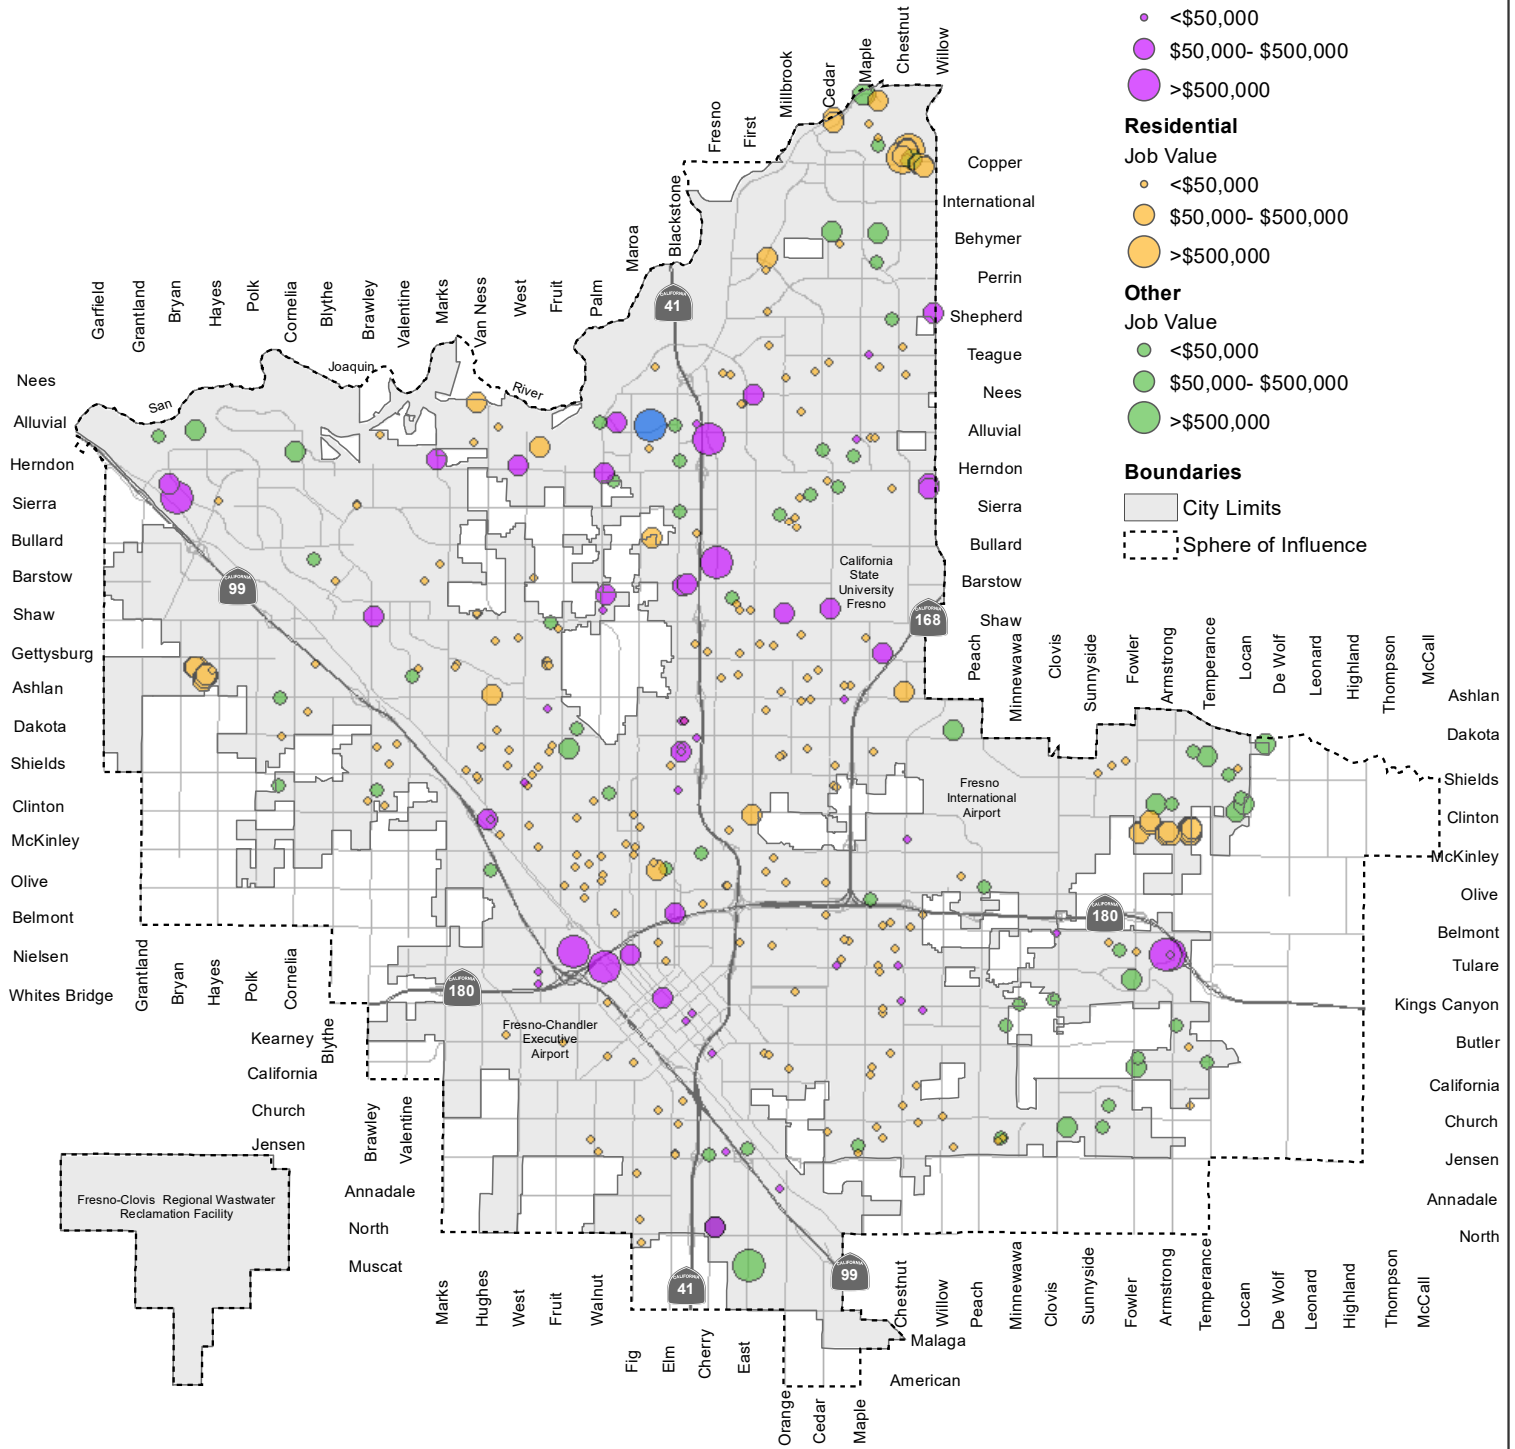 Chestnut
Willow
Maple
Millbrook
Cedar
Fresno
First
Blackstone
Maroa
<$50,000
$50,000- $500,000
>$500,000
Residential
Job Value
<$50,000
$50,000- $500,000
>$500,000
Other
Job Value
<$50,000
$50,000- $500,000
>$500,000
Boundaries
City Limits
Sphere of Influence
Copper
International
Behymer
Perrin
Shepherd
Teague
Nees
Alluvial
Herndon
Sierra
Bullard
Barstow
Shaw
Garfield
Grantland
Bryan
Hayes
Polk
Cornelia
Blythe
Brawley
Valentine
Marks
Van Ness
West
Fruit
Palm
CALIFORNIA
41
Joaquin
River
San
Nees
Alluvial
Herndon
Sierra
Bullard
Barstow
Shaw
Gettysburg
Ashlan
Dakota
Shields
Clinton
McKinley
Olive
Belmont
Nielsen
Whites Bridge
CALIFORNIA
99
California
State
University
Fresno
CALIFORNIA
168
Peach
Minnewawa
Clovis
Sunnyside
Fowler
Armstrong
Temperance
Locan
De Wolf
Leonard
Highland
Thompson
McCall
Ashlan
Dakota
Shields
Clinton
McKinley
Olive
Belmont
Tulare
Kings Canyon
Butler
California
Church
Jensen
Annadale
North
Fresno
International
Airport
CALIFORNIA
180
CALIFORNIA
180
Fresno-Chandler
Executive
Airport
Grantland
Bryan
Hayes
Polk
Cornelia
Blythe
Kearney
California
Church
Jensen
Brawley
Valentine
Annadale
North
Muscat
Fresno-Clovis Regional Wastwater
Reclamation Facility
Marks
Hughes
West
Fruit
Walnut
Fig
Elm
Cherry
East
Orange
Cedar
Maple
CALIFORNIA
41
CALIFORNIA
99
Chestnut
Willow
Peach
Minnewawa
Clovis
Sunnyside
Fowler
Armstrong
Temperance
Locan
De Wolf
Leonard
Highland
Thompson
McCall
Malaga
American